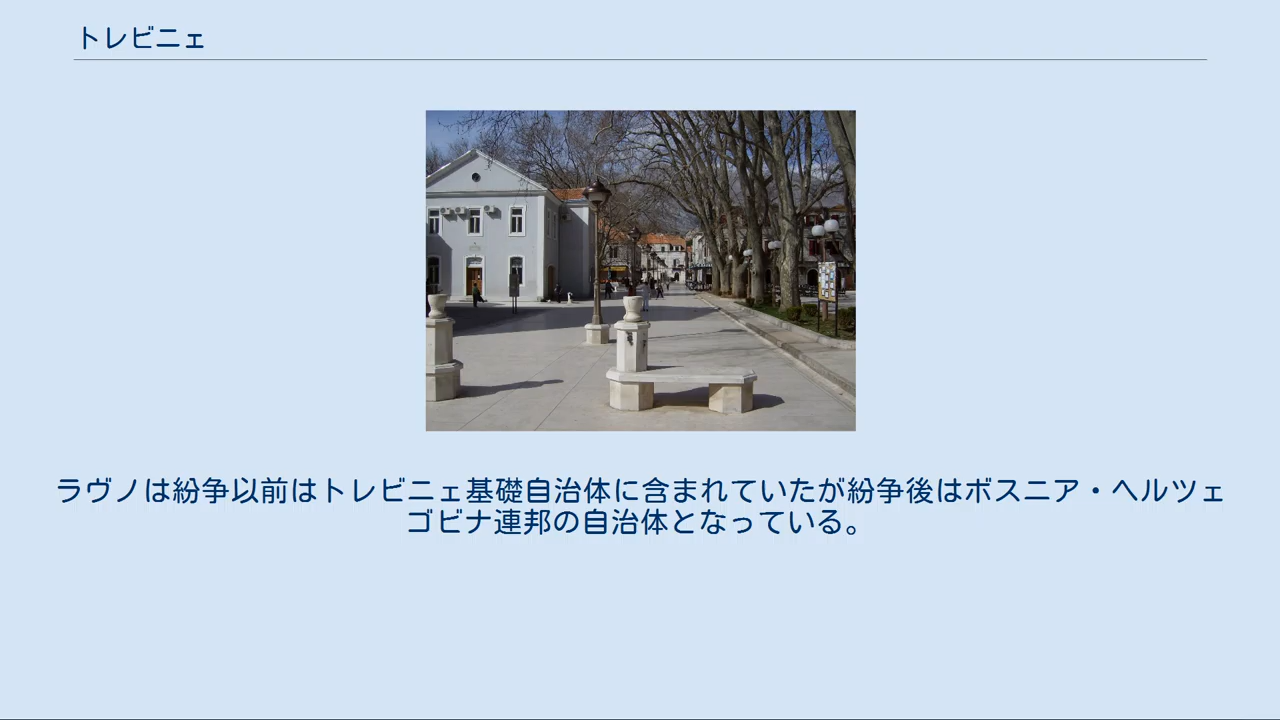 トレビニェ
ラヴノは紛争以前はトレビニェ基礎自治体に含まれていたが紛争後はボスニア・ヘルツェ
ゴビナ連邦の自治体となっている。